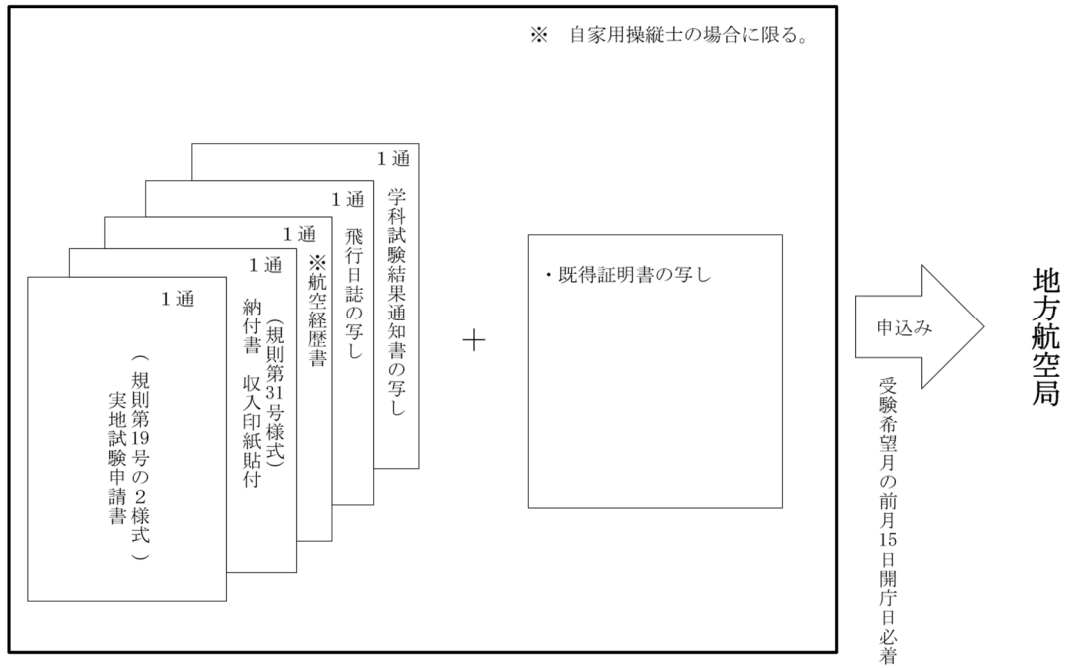 ※　自家用操縦士の場合に限る。
1通
学科試験結果通知書の写し
1通
飛行日誌の写し
1通
※航空経歴書
1通
（規則第31号様式）
納付書　収入印紙貼付
1通
（規則第19号の2様式）
実地試験申請書
＋
・既得証明書の写し
申込み
受験希望月の前月15日開庁日必着
地方航空局